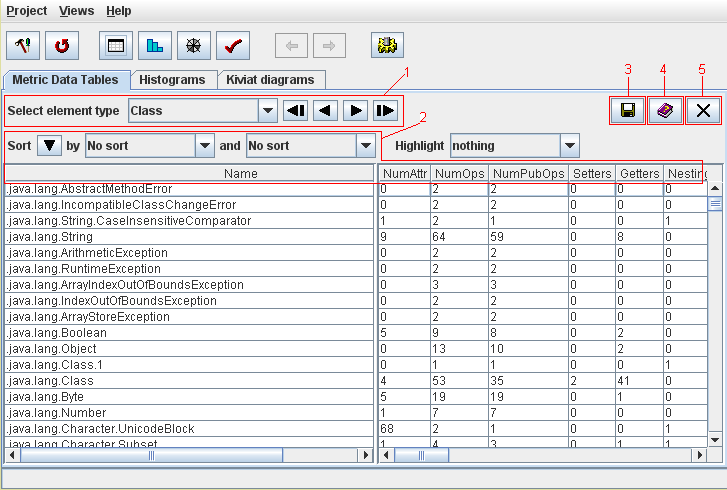 Project Views Help
Metric Data Tables Histograms Kiviat diagrams
1 3 4 5
Select element type Class
2
Sort by No sort and No sort Highlight nothing
Name NumAttr NumOps NumPubOps Setters Getters Nesting
.java.lang.AbstractMethodError 0 2 2 0 0 0
.java.lang.IncompatibleClassChangeError 0 2 2 0 0 0
.java.lang.String.CaseInsensitiveComparator 1 2 1 0 0 1
.java.lang.String 9 64 59 0 8 0
.java.lang.ArithmeticException 0 2 2 0 0 0
.java.lang.RuntimeException 0 2 2 0 0 0
.java.lang.ArrayIndexOutOfBoundsException 0 3 3 0 0 0
.java.lang.IndexOutOfBoundsException 0 2 2 0 0 0
.java.lang.ArrayStoreException 0 2 2 0 0 0
.java.lang.Boolean 5 9 8 0 2 0
.java.lang.Object 0 13 10 0 2 0
.java.lang.Class.1 0 1 1 0 0 1
.java.lang.Class 4 53 35 2 41 0
.java.lang.Byte 5 19 19 0 1 0
.java.lang.Number 1 7 7 0 0 0
.java.lang.Character.UnicodeBlock 68 2 1 0 0 1
.java.lang.Character.Subset 1 4 3 0 1 1